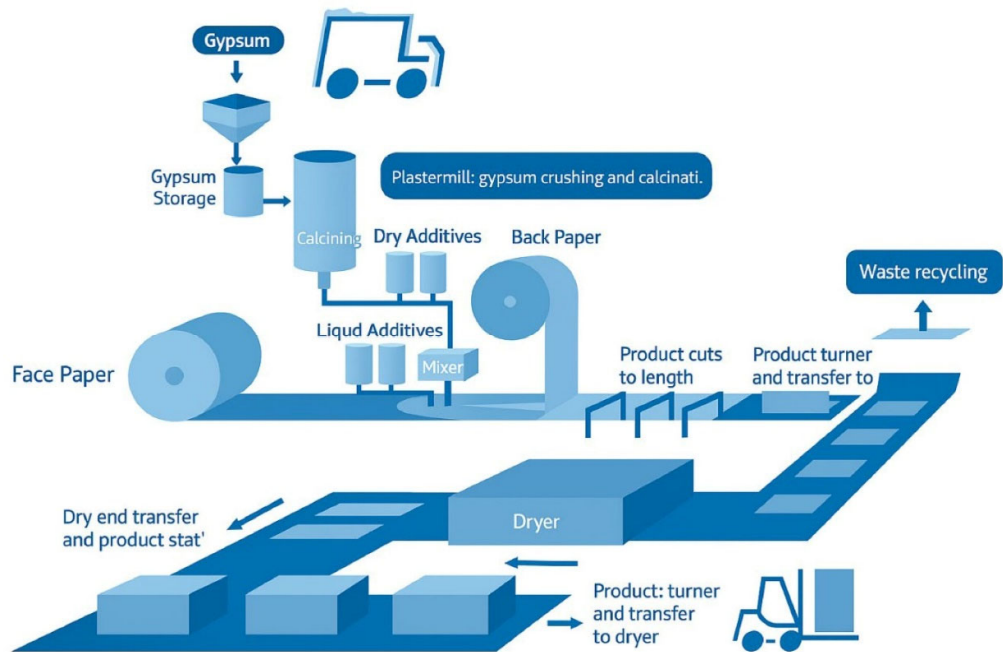 Gypsum
Gypsum
Storage
Plastermill: gypsum crushing and calcinati.
Calcining
Dry Additives
Back Paper
Waste recycling
Liqud Additives
Mixer
Face Paper
Product cuts
to length
Product turner
and transfer to
Dryer
Dry end transfer
and product stat'
Product: turner
and transfer
to dryer